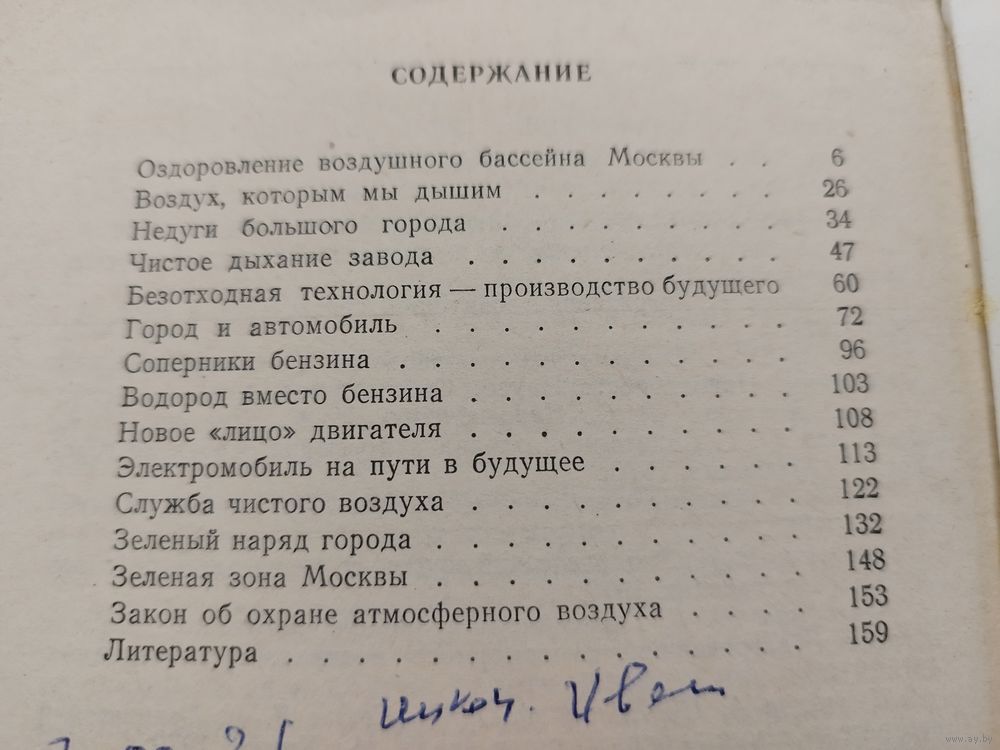 СОДЕРЖАНИЕ
Оздоровление воздушного бассейна Москвы . . 6
Воздух, которым мы дышим . . . . . . . 26
Недуги большого города . . . . . . . . 34
Чистое дыхание завода . . . . . . . . . 47
Безотходная технология — производство будущего 60
Город и автомобиль . . . . . . . . . . 72
Соперники бензина . . . . . . . . . . . 96
Водород вместо бензина . . . . . . . . . 103
Новое «лицо» двигателя . . . . . . . . . 108
Электромобиль на пути в будущее . . . . . 113
Служба чистого воздуха . . . . . . . . . 122
Зеленый наряд города . . . . . . . . . . 132
Зеленая зона Москвы . . . . . . . . . . 148
Закон об охране атмосферного воздуха . . . 153
Литература . . . . . . . . . . . . . . 159
www.ay.by